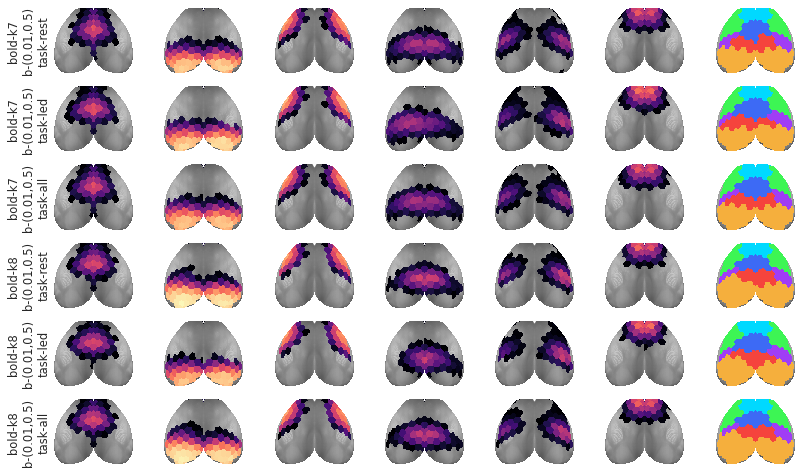 bold-k7
b-(0.01,0.5)
task-rest
bold-k7
b-(0.01,0.5)
task-led
bold-k7
b-(0.01,0.5)
task-all
bold-k8
b-(0.01,0.5)
task-rest
bold-k8
b-(0.01,0.5)
task-led
bold-k8
b-(0.01,0.5)
task-all